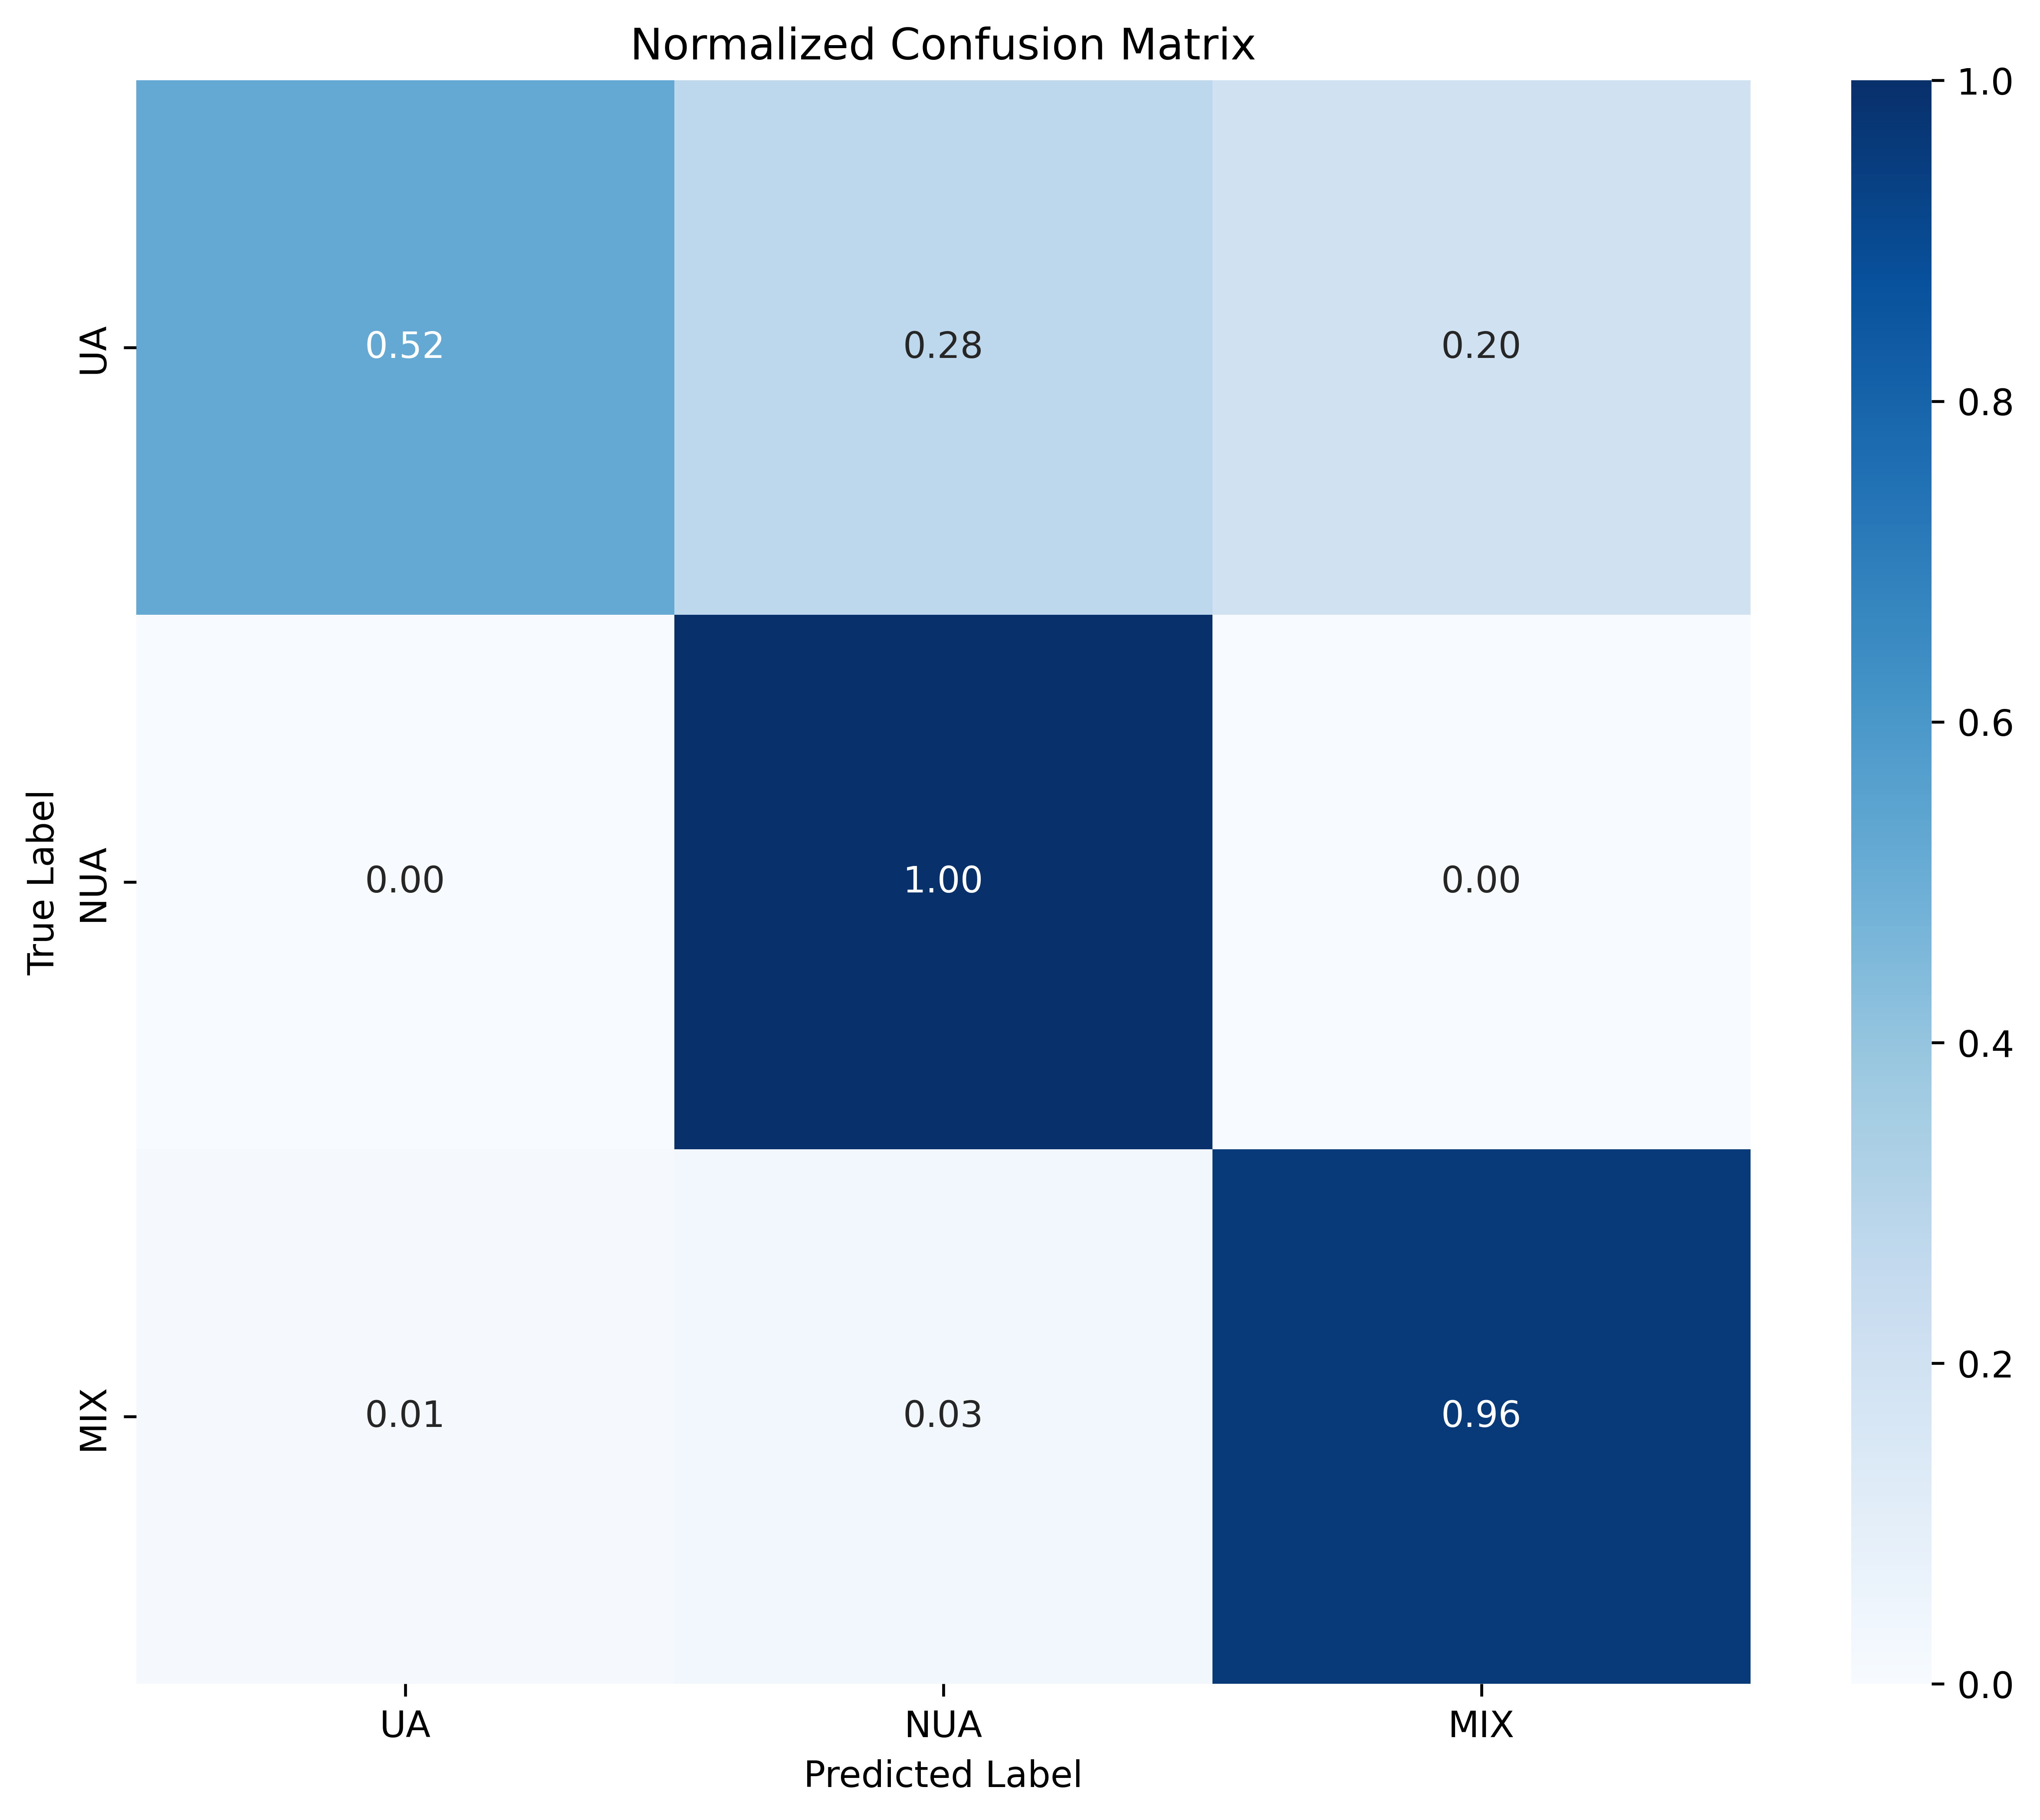 Normalized Confusion Matrix
1.0
0.8
0.6
0.4
0.2
0.0
True Label
UA
0.52 0.28 0.20
NUA
0.00 1.00 0.00
MIX
0.01 0.03 0.96
UA NUA MIX
Predicted Label